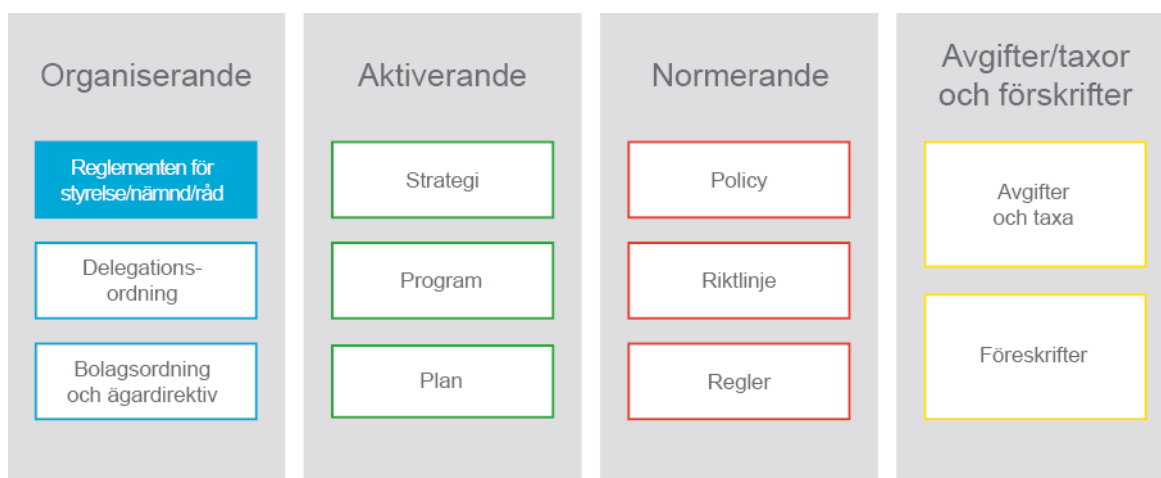 Organiserande
Reglementen för
styrelse/nämnd/råd
Delegations-
ordning
Bolagsordning
och ägardirektiv
Aktiverande
Strategi
Program
Plan
Normerande
Policy
Riktlinje
Regler
Avgifter/taxor
och förskrifter
Avgifter
och taxa
Föreskrifter